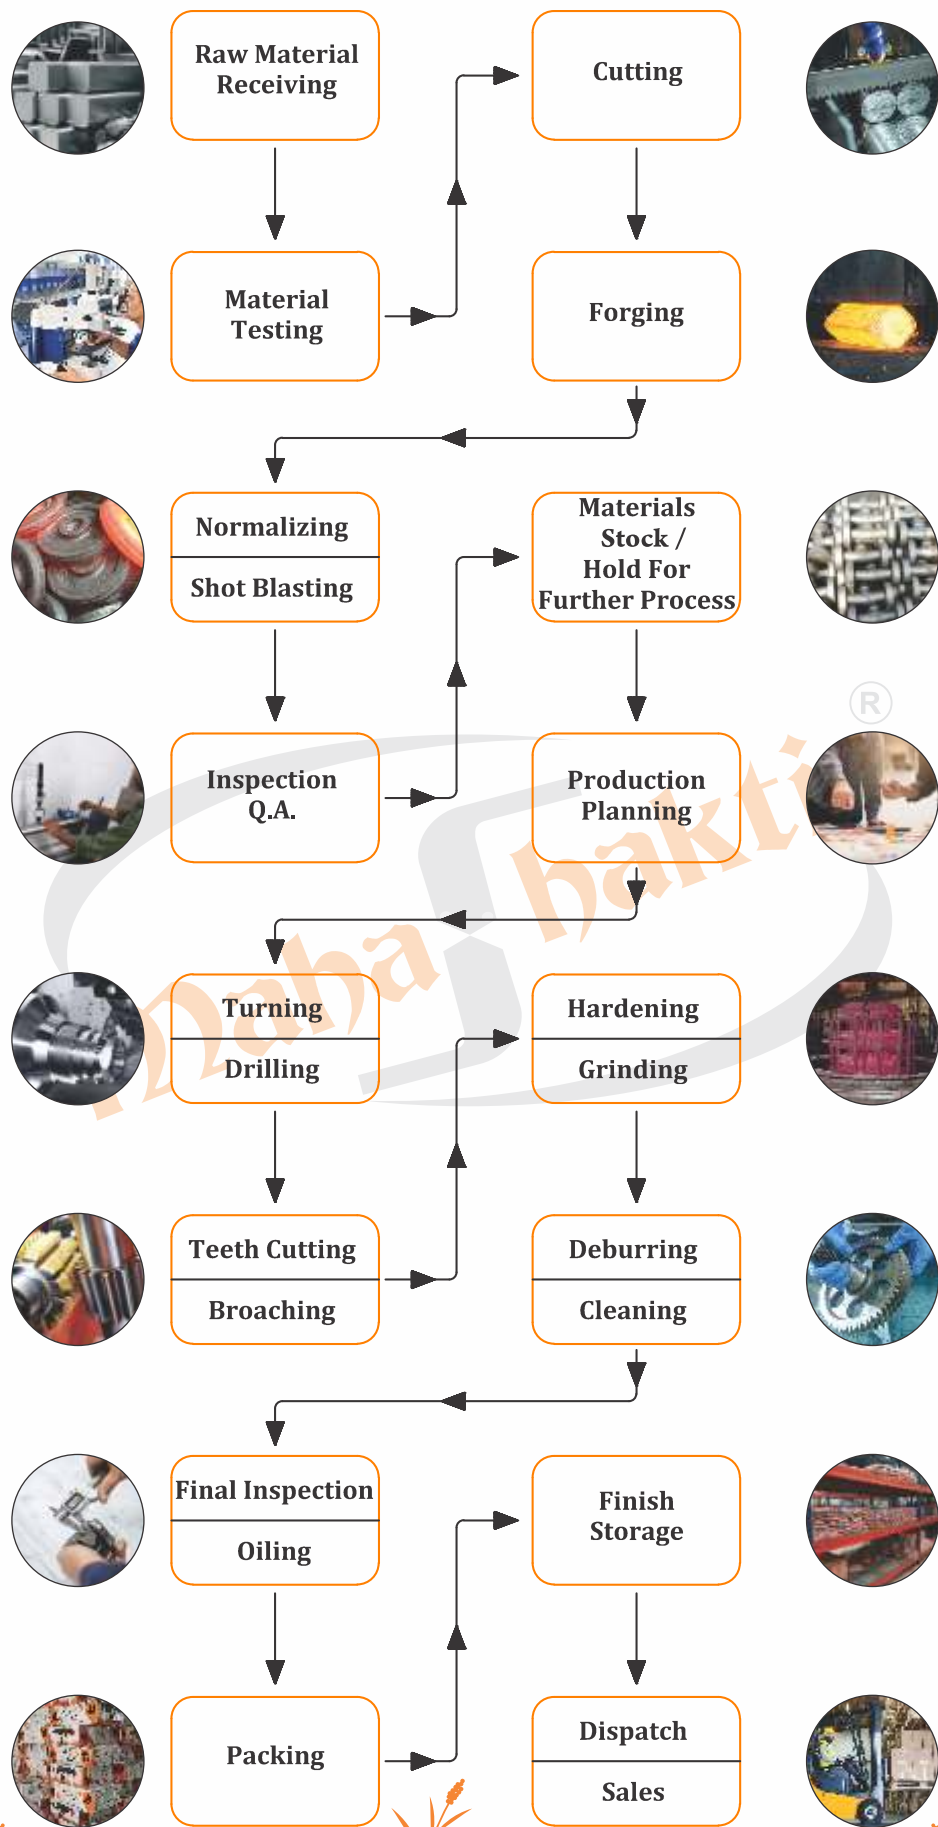 Raw Material
Receiving
Material
Testing
Cutting
Forging
Normalizing
Shot Blasting
Inspection
Q.A.
Materials
Stock /
Hold For
Further Process
Production
Planning
Turning
Drilling
Teeth Cutting
Broaching
Hardening
Grinding
Deburring
Cleaning
Final Inspection
Oiling
Packing
Finish
Storage
Dispatch
Sales
Maha Shakti
®